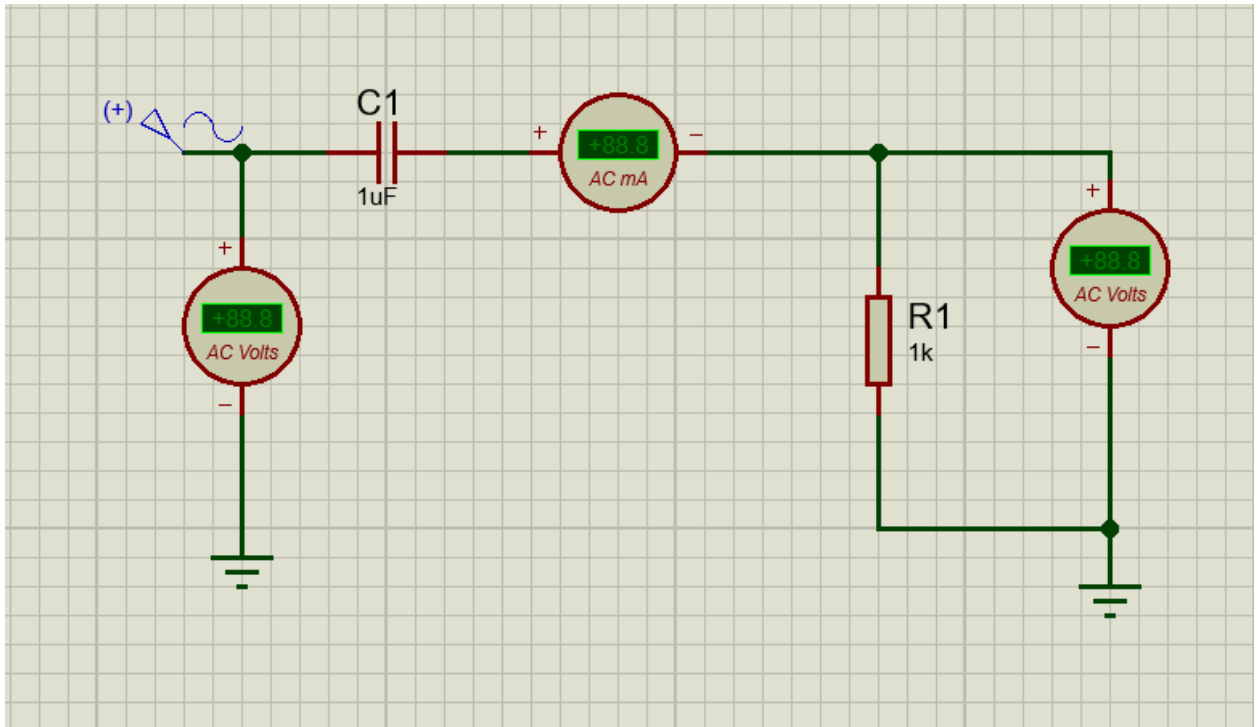 (+)
C1
1uF
+
+88.8
AC mA
−
+
+88.8
AC Volts
−
R1
1k
+
+88.8
AC Volts
−